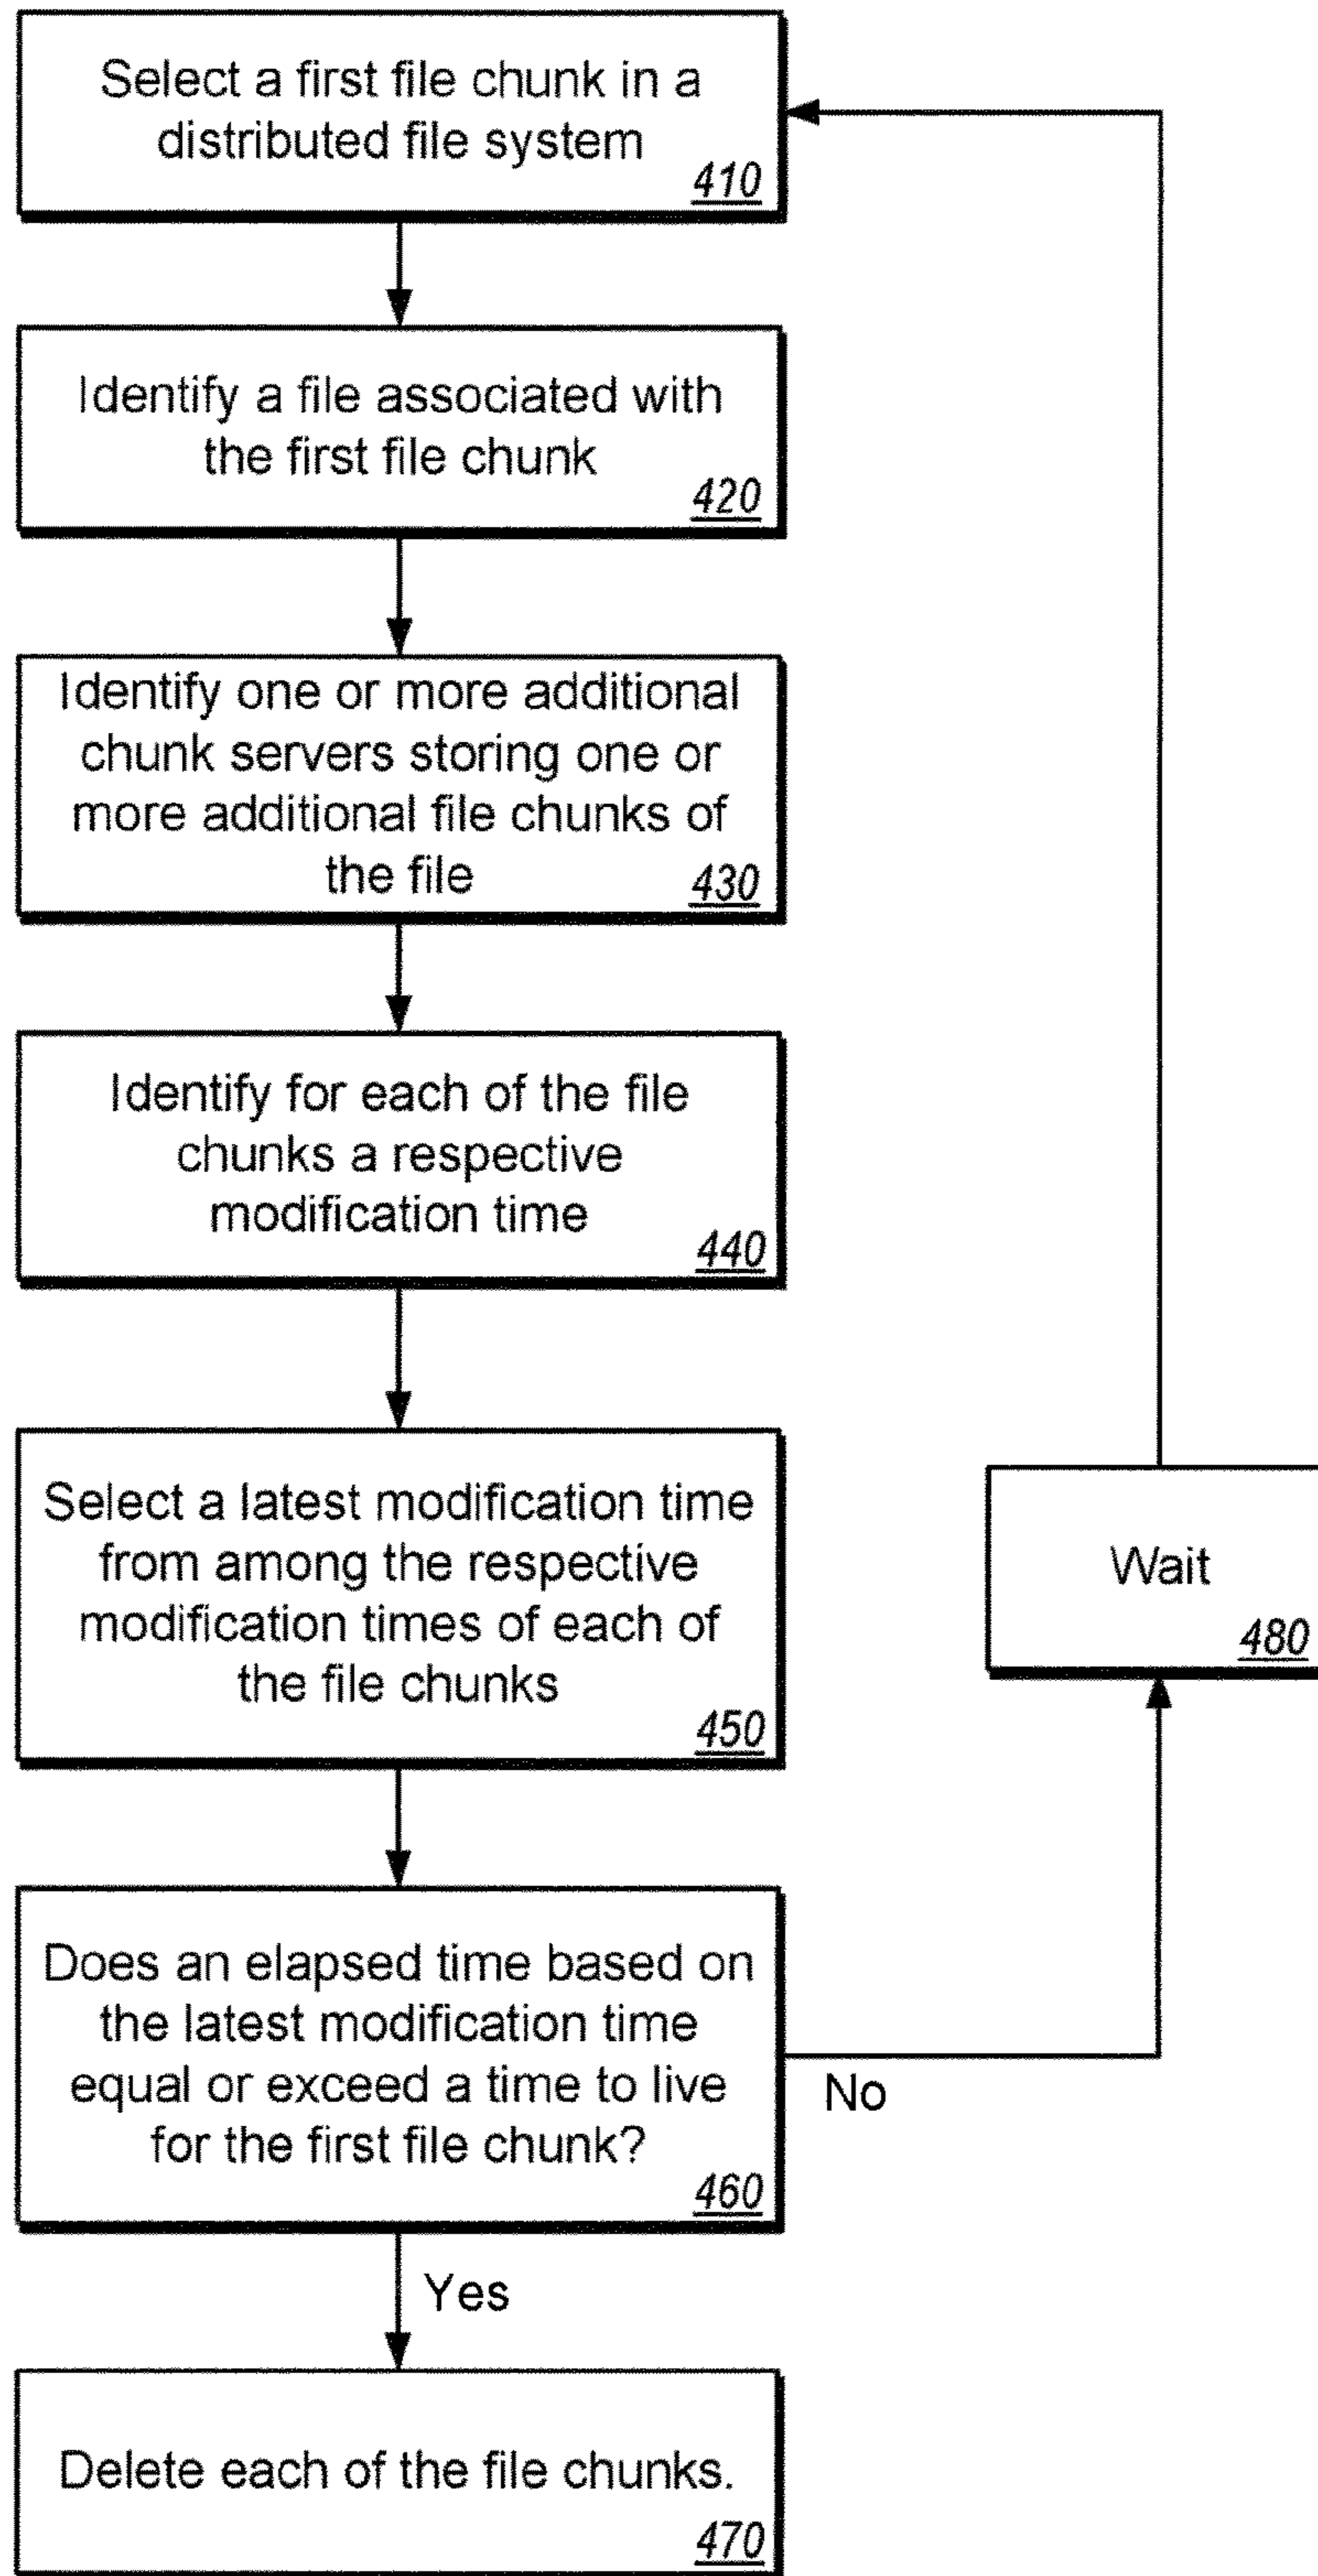 Select a first file chunk in a
distributed file system
410
Identify a file associated with
the first file chunk
420
Identify one or more additional
chunk servers storing one or
more additional file chunks of
the file
430
Identify for each of the file
chunks a respective
modification time
440
Select a latest modification time
from among the respective
modification times of each of
the file chunks
450
Wait
480
Does an elapsed time based on
the latest modification time
equal or exceed a time to live
for the first file chunk?
460
No
Yes
Delete each of the file chunks.
470